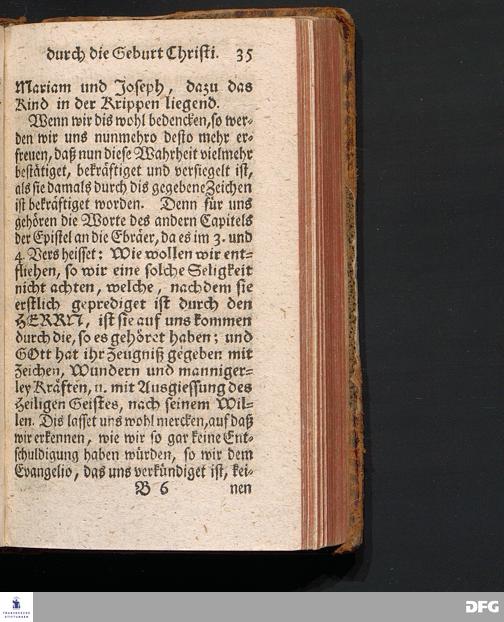 durch die Geburt Christi. 35
Mariam und Joseph, dazu das
Kind in der Krippen liegend.
Wenn wir dis wohl bedencken, so wer-
den wir uns nunmehro desto mehr er-
freuen, daß nun diese Wahrheit vielmehr
bestätiget, bekräftiget und versiegelt ist,
als sie damals durch dis gegebene Zeichen
ist bekräftiget worden. Denn für uns
gehören die Worte des andern Capitels
der Epistel an die Ebräer, da es im 3. und
4. Vers heisset: Wie wollen wir ent-
fliehen, so wir eine solche Seligkeit
nicht achten, welche, nachdem sie
erstlich geprediget ist durch den
HERRN, ist sie auf uns kommen
durch die, so es gehöret haben; und
GOtt hat ihr Zeugniß gegeben mit
Zeichen, Wundern und manniger-
ley Kräften, u. mit Ausgiessung des
Heiligen Geistes, nach seinem Wil-
len. Dis lasset uns wohl mercken, auf daß
wir erkennen, wie wir so gar keine Ent-
schuldigung haben würden, so wir dem
Evangelio, das uns verkündiget ist, kei-
B 6 nen
FRANCKESCHE
STIFTUNGEN
DFG